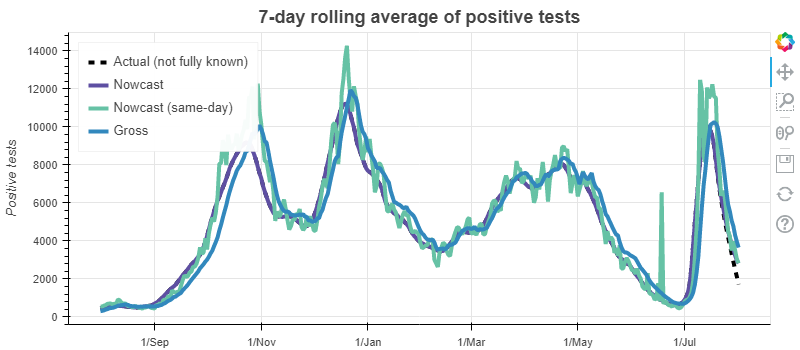 7-day rolling average of positive tests
14000
12000
10000
8000
6000
4000
2000
0
Positive tests
Actual (not fully known)
Nowcast
Nowcast (same-day)
Gross
1/Sep
1/Nov
1/Jan
1/Mar
1/May
1/Jul